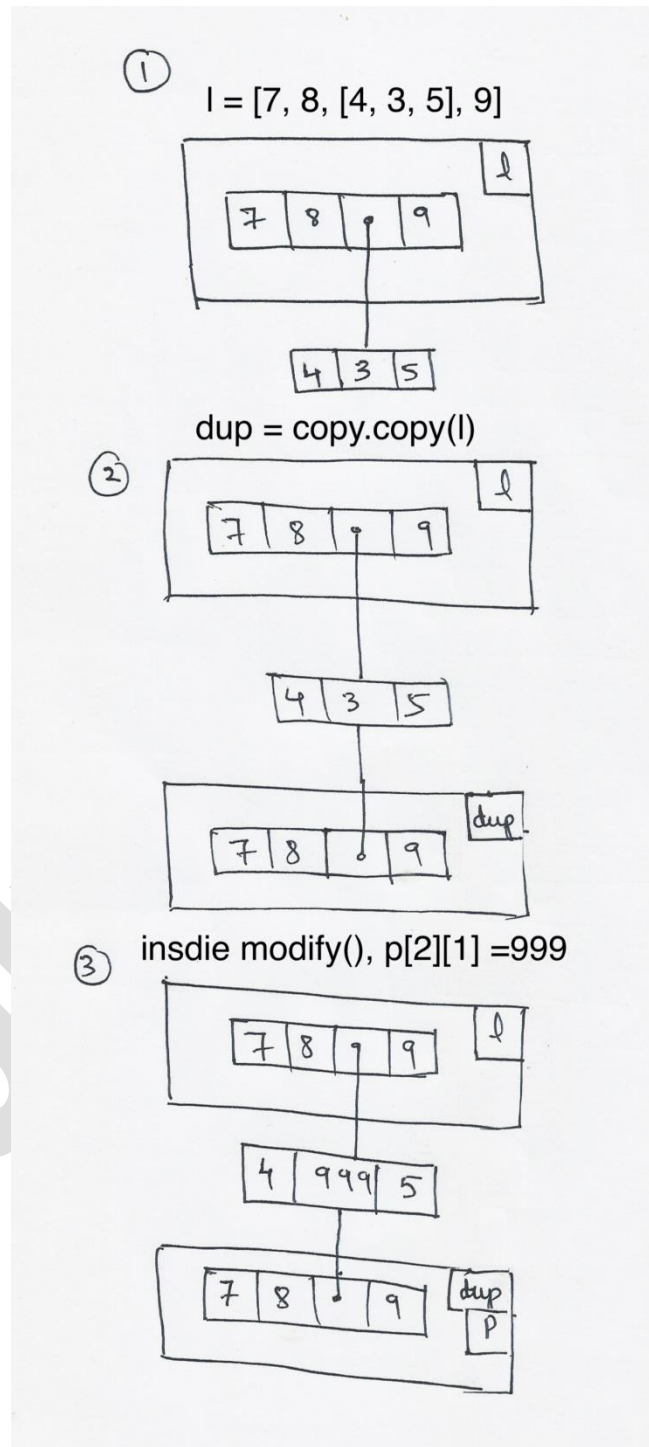 1
l = [7, 8, [4, 3, 5], 9]
l
7 8 9
4 3 5
dup = copy.copy(l)
2
l
7 8 9
4 3 5
dup
7 8 9
insdie modify(), p[2][1] =999
3
l
7 8 9
4 999 5
dup
7 8 9
p